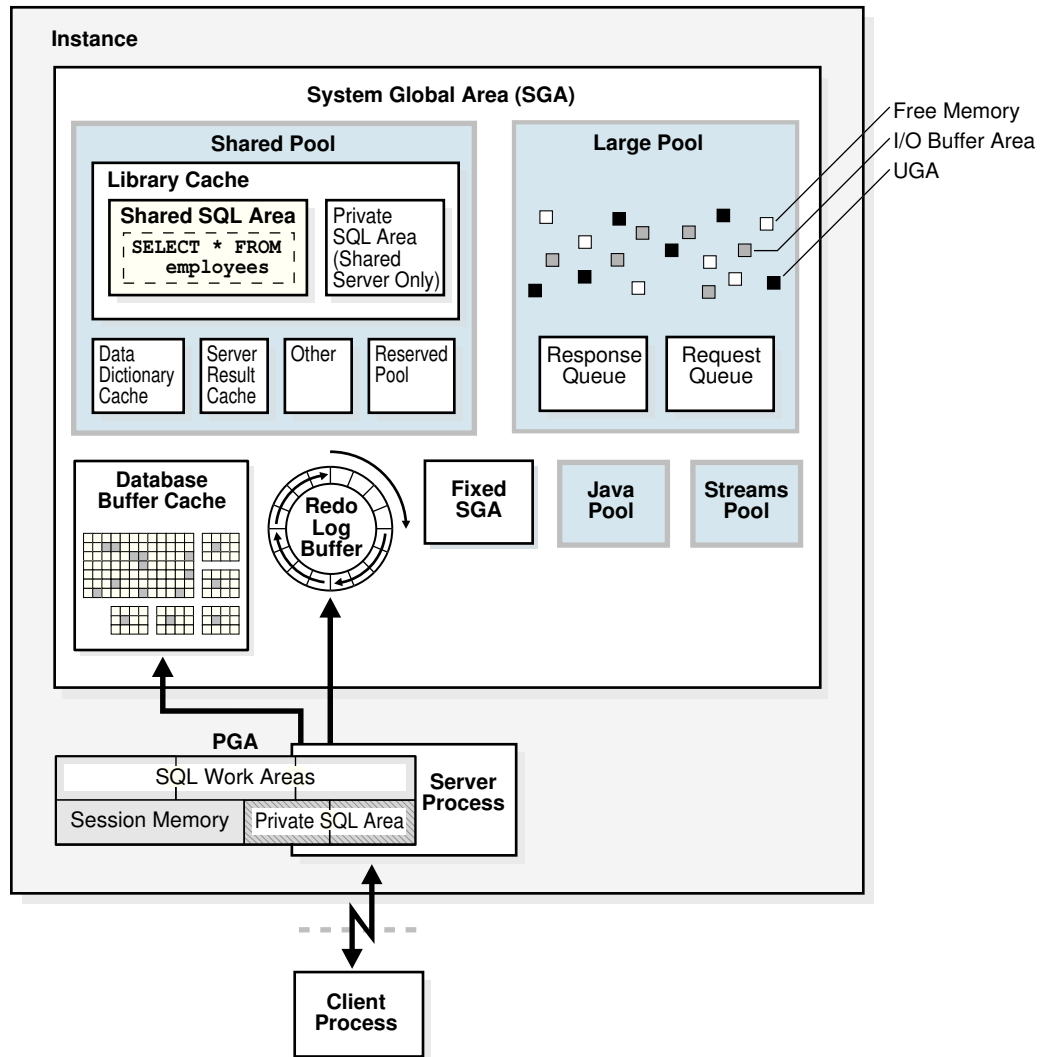 Instance
System Global Area (SGA)
Shared Pool
Library Cache
Shared SQL Area
SELECT * FROM
employees
Private
SQL Area
(Shared
Server Only)
Data
Dictionary
Cache
Server
Result
Cache
Other
Reserved
Pool
Large Pool
Free Memory
I/O Buffer Area
UGA
Response
Queue
Request
Queue
Database
Buffer Cache
Redo
Log
Buffer
Fixed
SGA
Java
Pool
Streams
Pool
PGA
SQL Work Areas
Session Memory
Private SQL Area
Server
Process
Client
Process